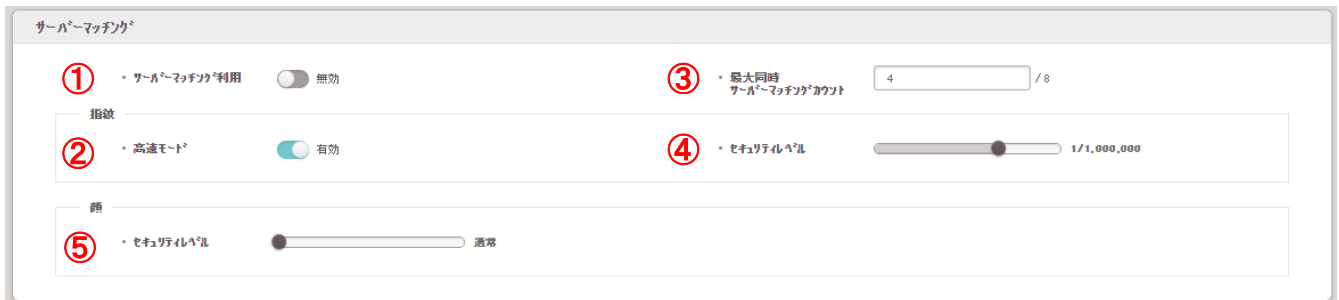 サーバーマッチング
① ・ サーバーマッチング利用 無効
③ ・ 最大同時
サーバーマッチングカウント 4 /8
指紋
② ・ 高速モード 有効
④ ・ セキュリティレベル 1/1,000,000
顔
⑤ ・ セキュリティレベル 通常